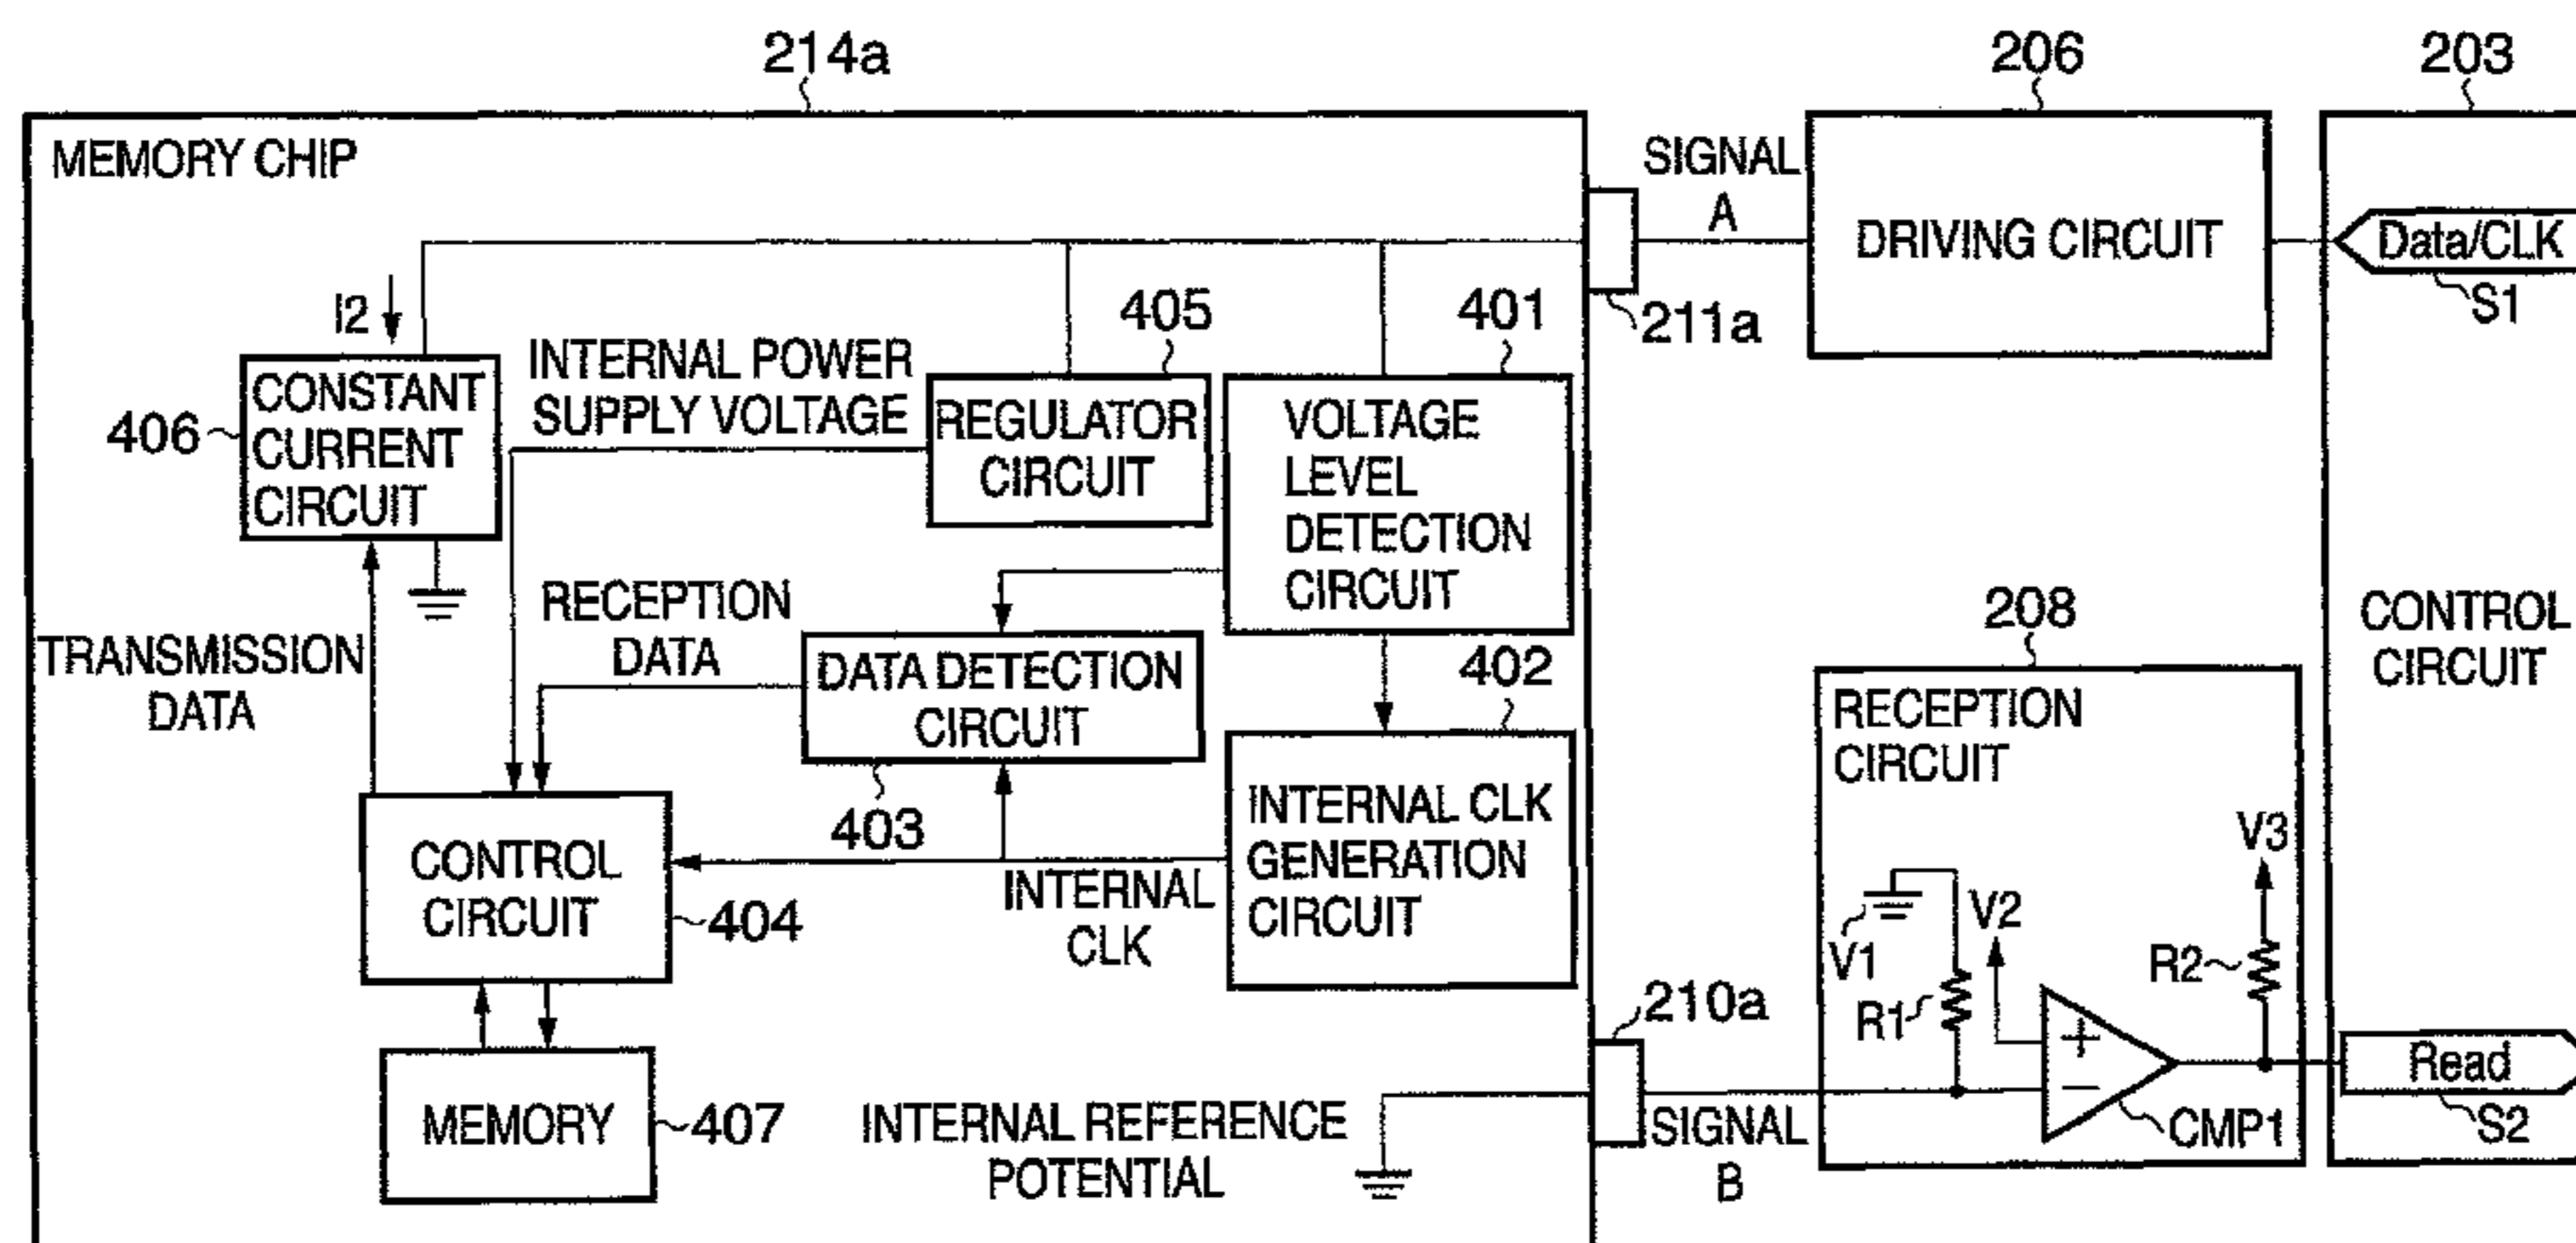 214a
206
203
MEMORY CHIP
SIGNAL
A
DRIVING CIRCUIT
Data/CLK
S1
211a
I2
405
401
INTERNAL POWER
SUPPLY VOLTAGE
406
CONSTANT
CURRENT
CIRCUIT
REGULATOR
CIRCUIT
VOLTAGE
LEVEL
DETECTION
CIRCUIT
RECEPTION
DATA
TRANSMISSION
DATA
DATA DETECTION
CIRCUIT
403
402
208
CONTROL
CIRCUIT
RECEPTION
CIRCUIT
INTERNAL CLK
GENERATION
CIRCUIT
CONTROL
CIRCUIT
404
INTERNAL
CLK
V3
V2
V1
R1
R2
+
−
CMP1
210a
Read
S2
MEMORY
407
INTERNAL REFERENCE
POTENTIAL
SIGNAL
B